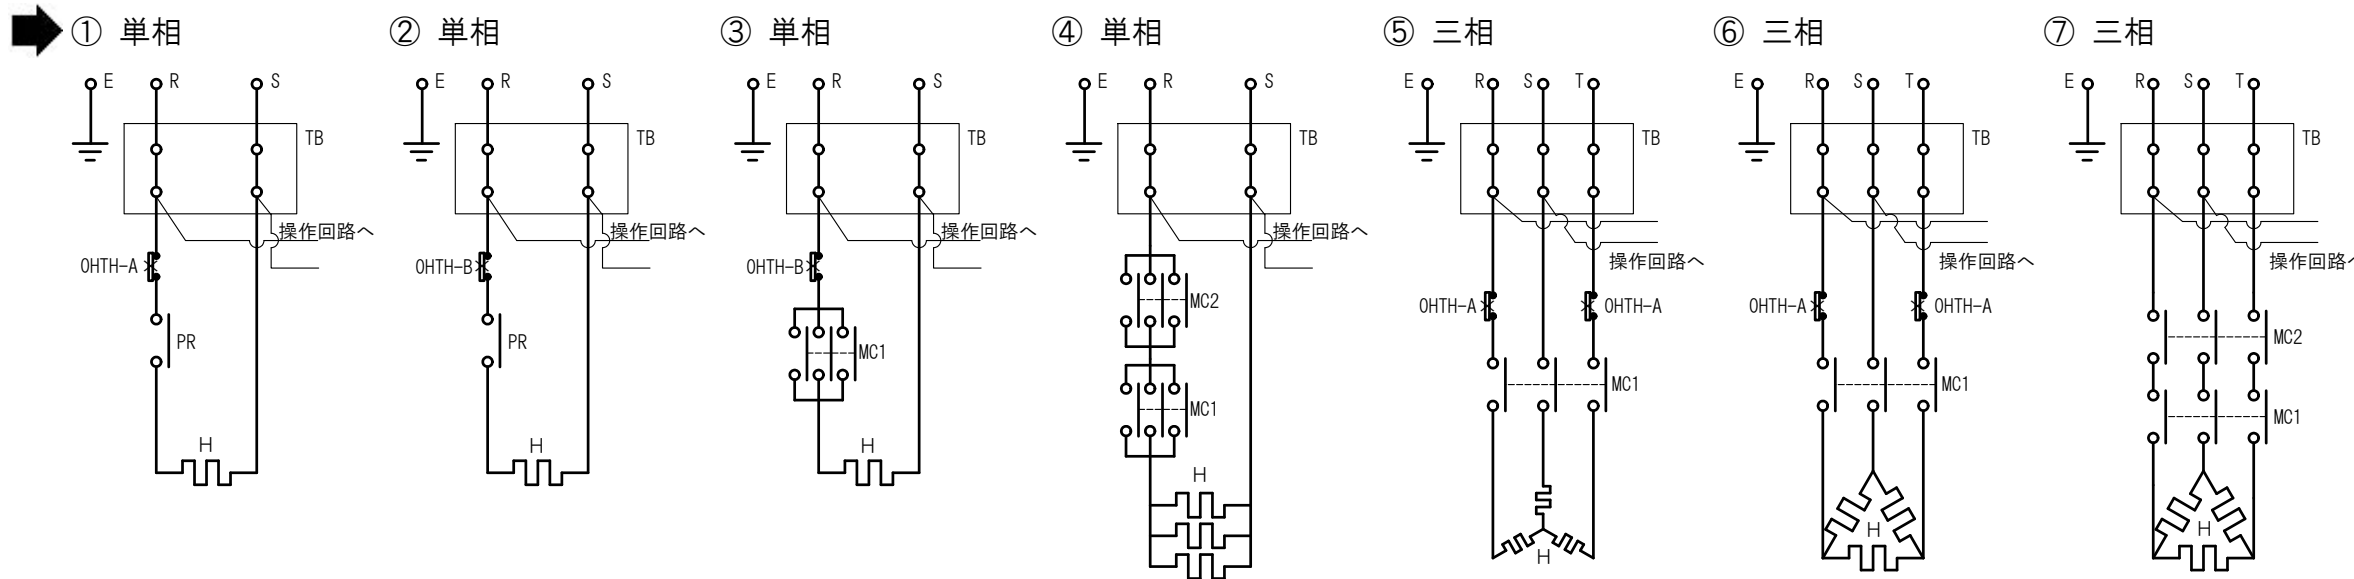 ① 単相 ② 単相 ③ 単相 ④ 単相 ⑤ 三相 ⑥ 三相 ⑦ 三相
E R S E R S E R S E R S E R S T E R S T E R S T
TB TB TB TB TB TB TB
操作回路へ 操作回路へ 操作回路へ 操作回路へ
操作回路へ 操作回路へ 操作回路へ
OHTH-A OHTH-B OHTH-B
MC2 OHTH-A OHTH-A OHTH-A OHTH-A
PR PR MC1 MC2
MC1 MC1 MC1 MC1
H H H
H
H H H